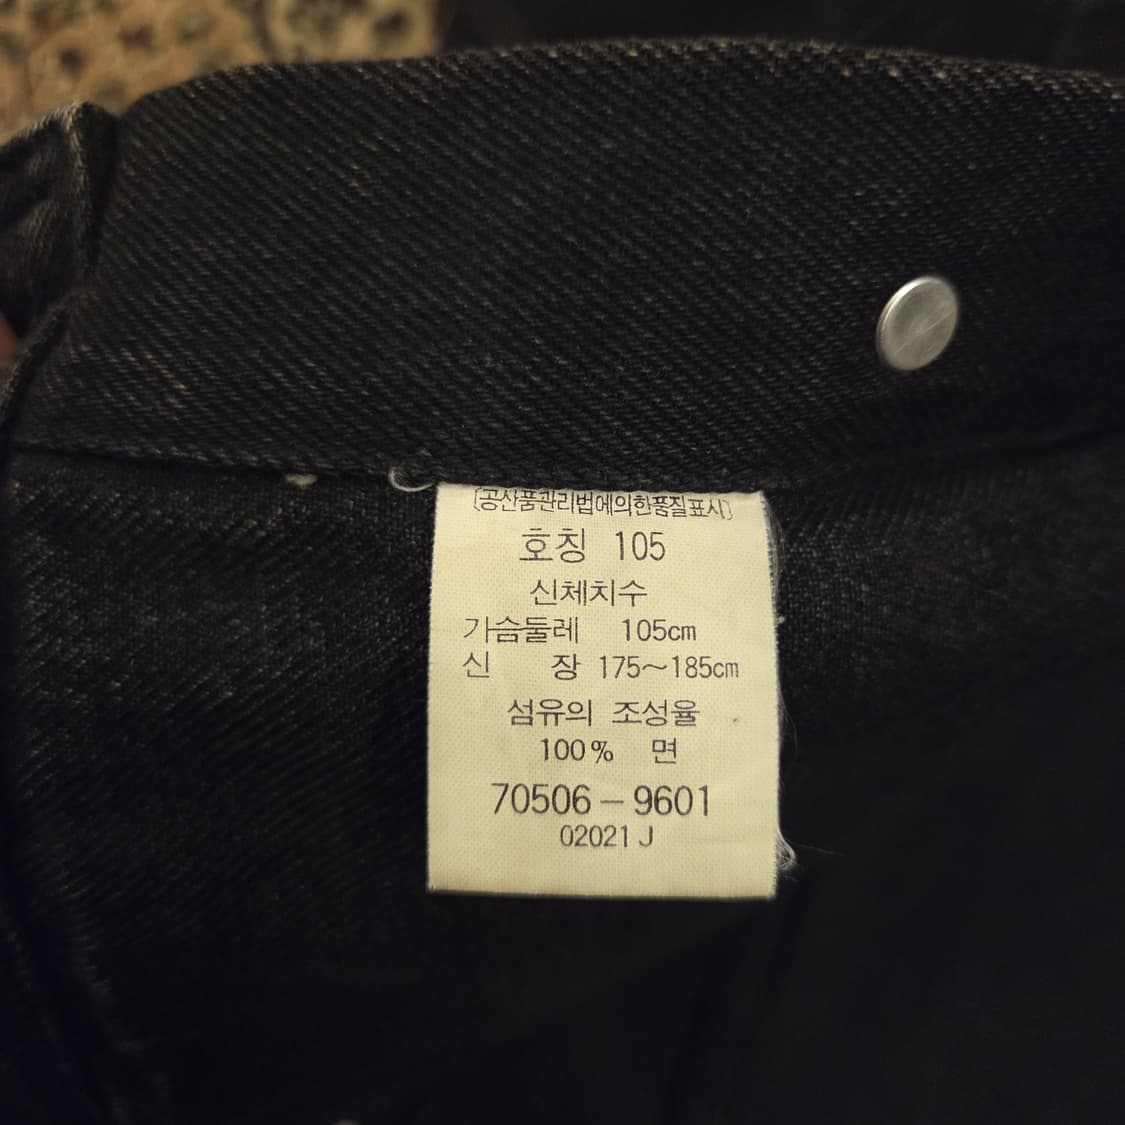 [공산품관리법에의한품질표시]
호칭 105
신체치수
가슴둘레 105cm
신 장 175~185cm
섬유의 조성율
100% 면
70506-9601
02021 J